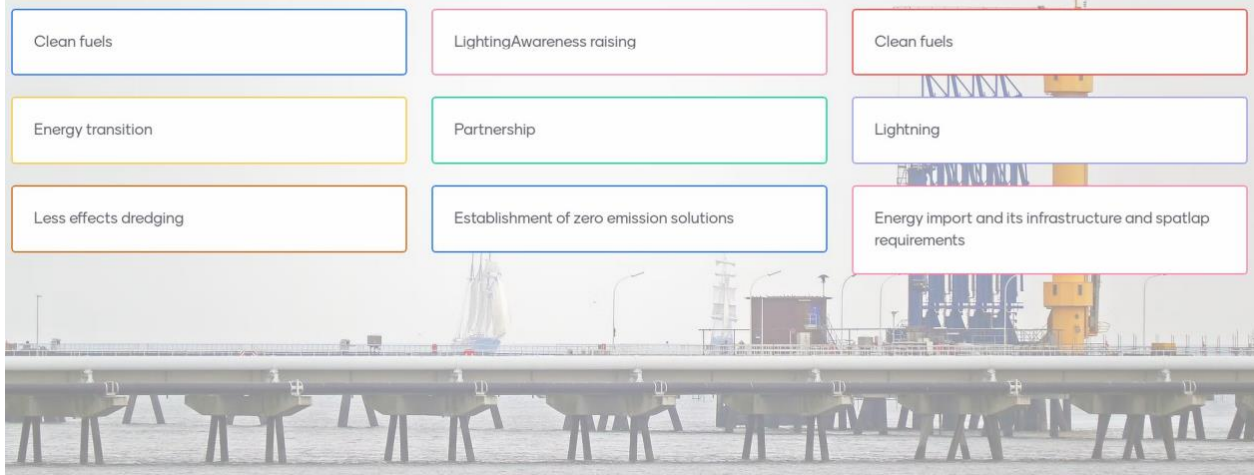 Clean fuels
LightingAwareness raising
Clean fuels
Energy transition
Partnership
Lightning
Less effects dredging
Establishment of zero emission solutions
Energy import and its infrastructure and spatlap
requirements